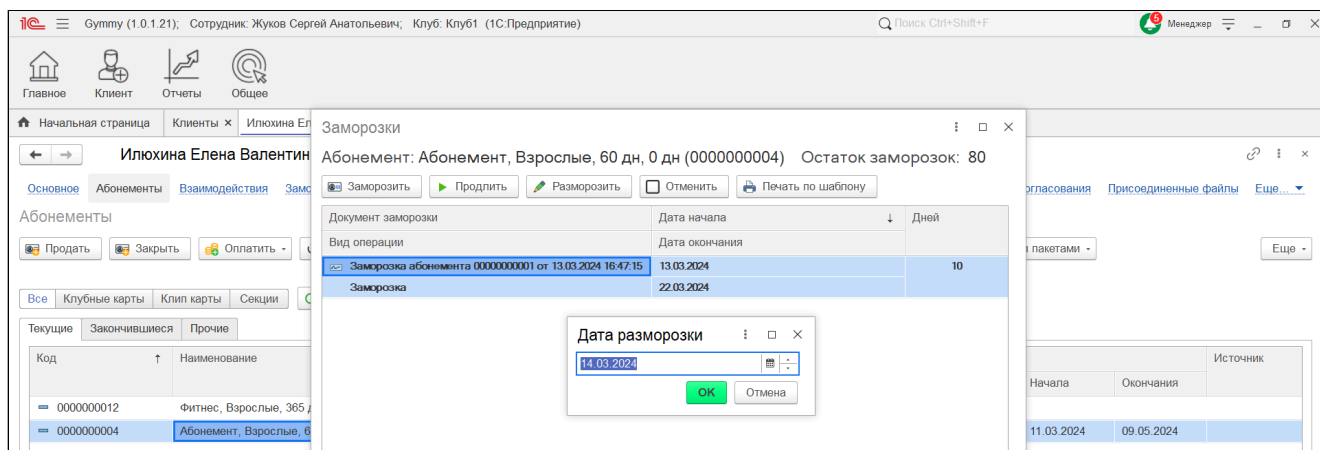 1С Gymmy (1.0.1.21); Сотрудник: Жуков Сергей Анатольевич; Клуб: Клуб1 (1С:Предприятие) Поиск Ctrl+Shift+F 5 Менеджер
Главное Клиент Отчеты Общее
Начальная страница Клиенты × Илюхина Ел
Заморозки
Илюхина Елена Валентин
Абонемент: Абонемент, Взрослые, 60 дн, 0 дн (0000000004) Остаток заморозок: 80
Основное Абонементы Взаимодействия Замо
Заморозить Продлить Разморозить Отменить Печать по шаблону
огласования Присоединенные файлы Еще...
Абонементы
Документ заморозки Дата начала ↓ Дней
Вид операции Дата окончания
Продать Закрыть Оплатить
пакетами Еще
Заморозка абонемента 00000000001 от 13.03.2024 16:47:15 13.03.2024 10
Заморозка 22.03.2024
Все Клубные карты Клип карты Секции
Текущие Закончившиеся Прочие
Дата разморозки
14.03.2024
OK Отмена
Код ↑ Наименование
Источник
Начала Окончания
0000000012 Фитнес, Взрослые, 365
0000000004 Абонемент, Взрослые, 6
11.03.2024 09.05.2024